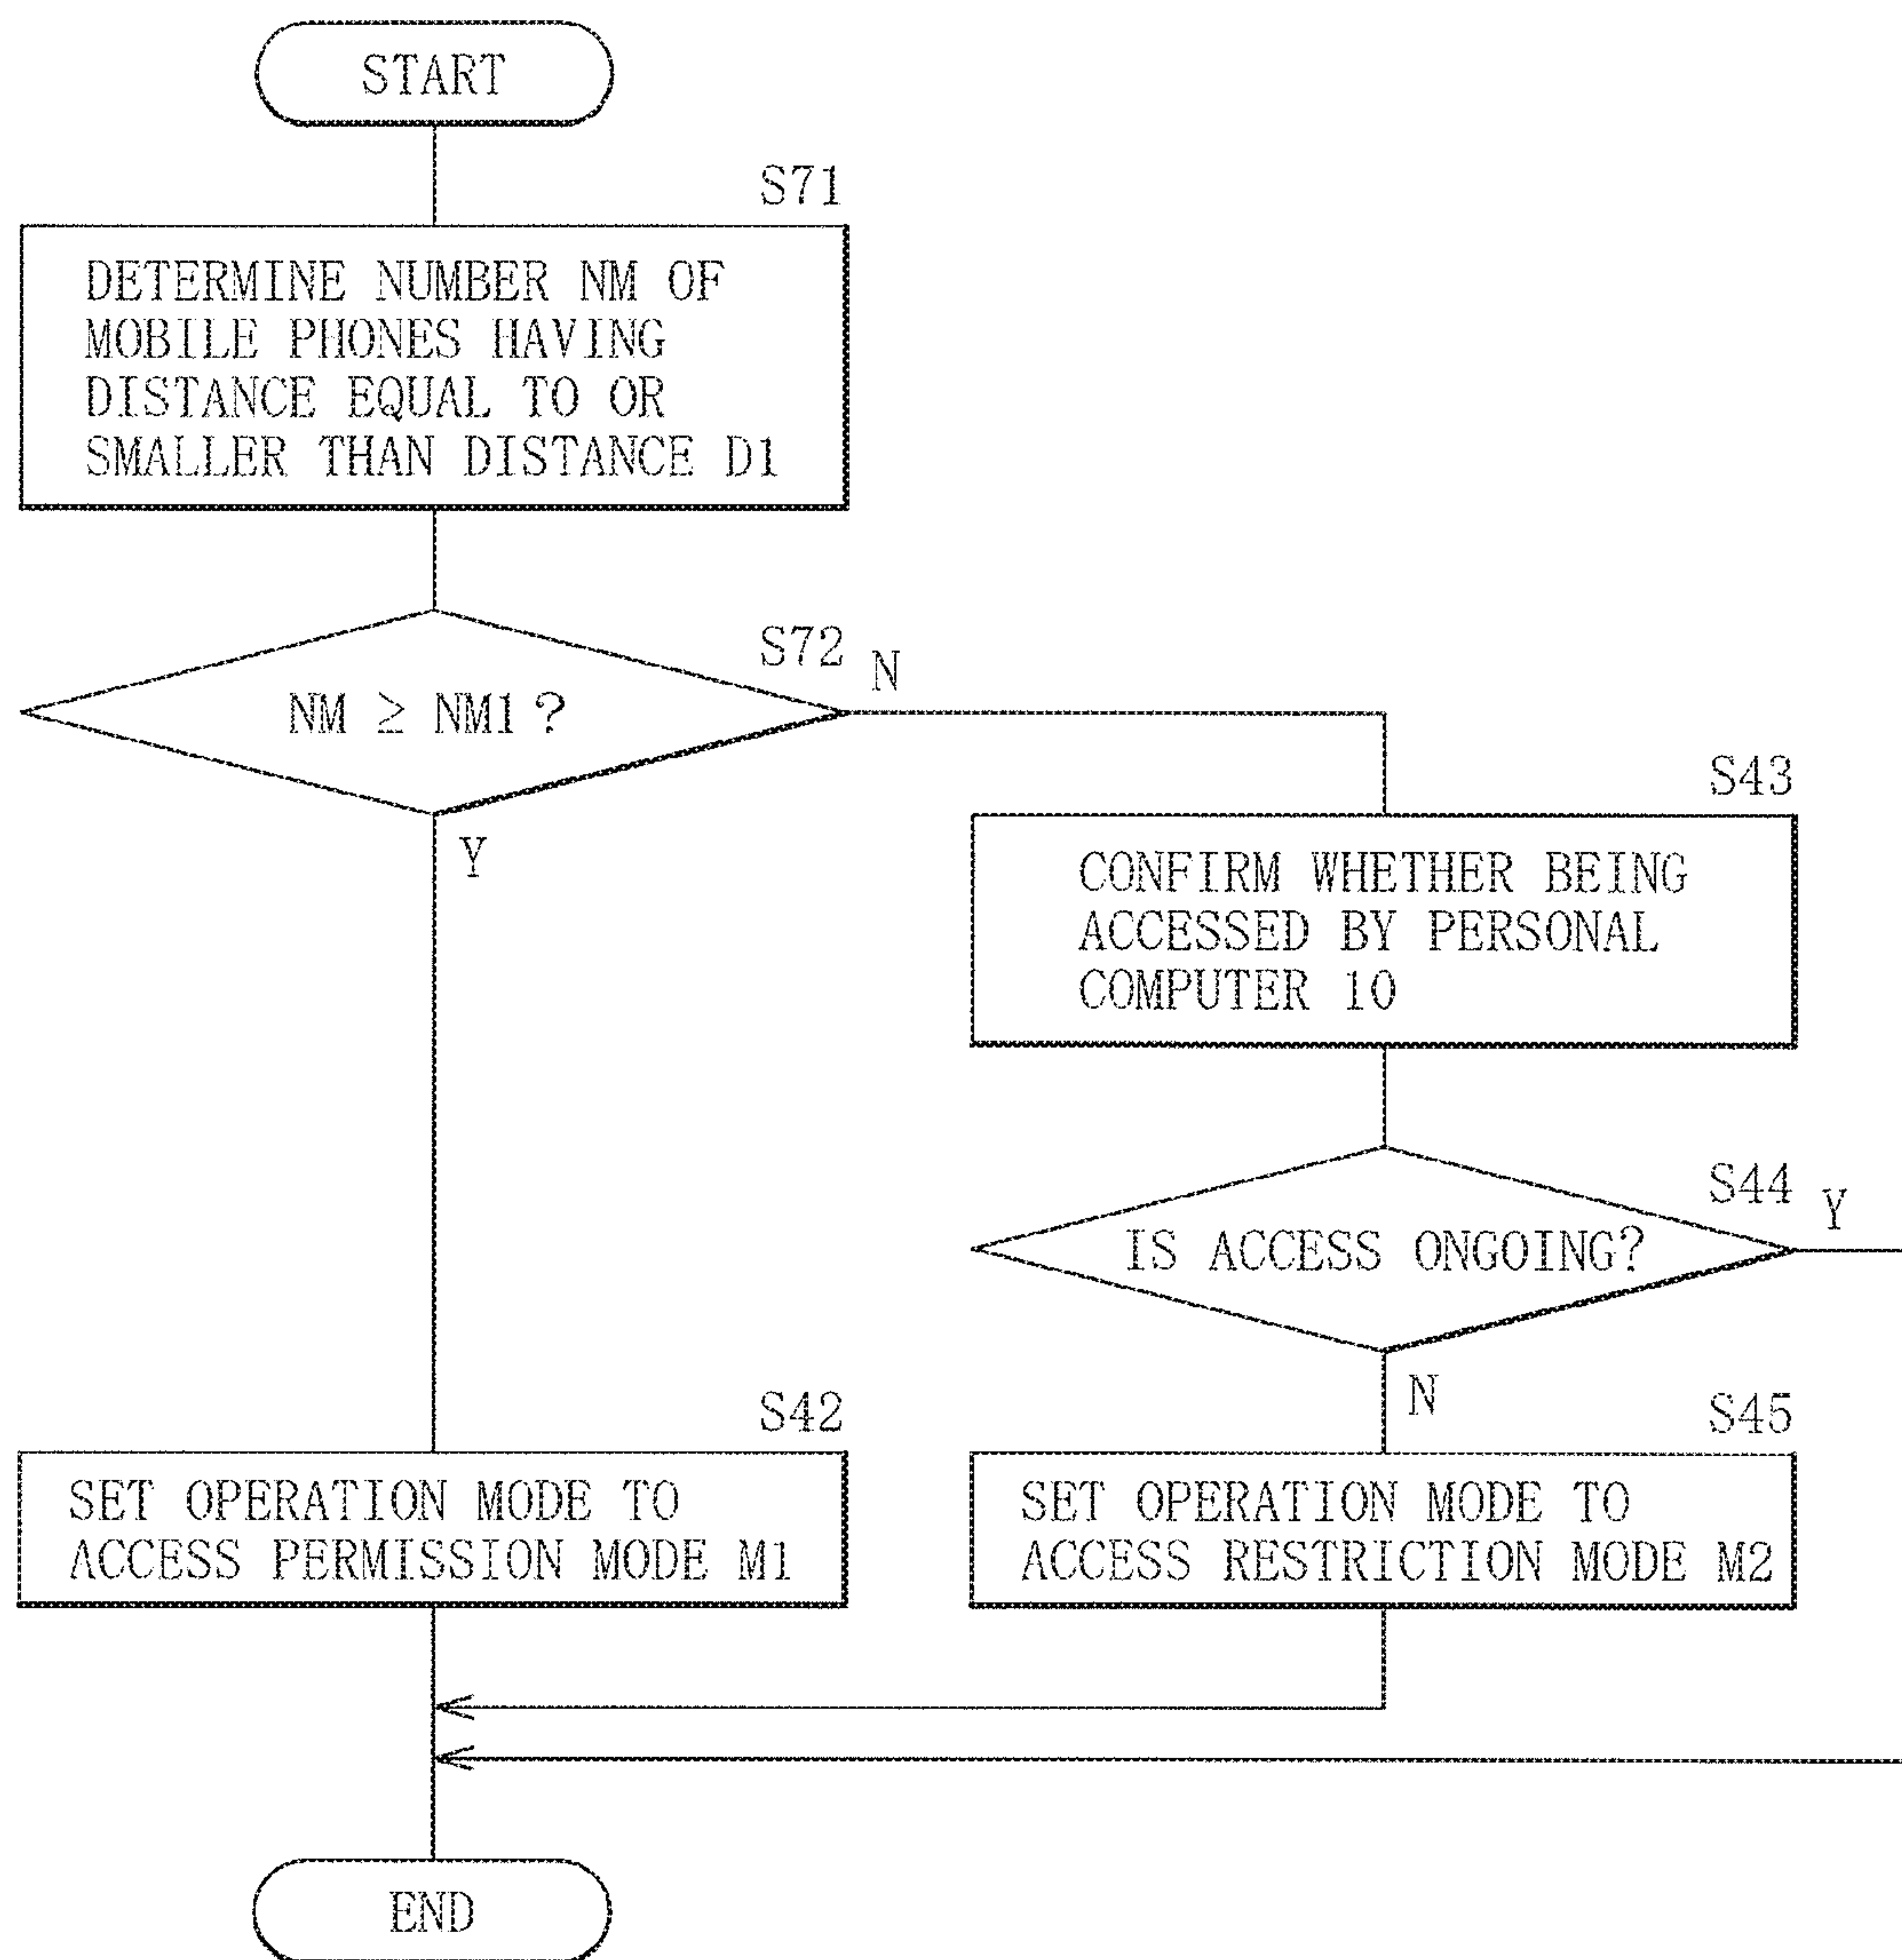 START
S71
DETERMINE NUMBER NM OF
MOBILE PHONES HAVING
DISTANCE EQUAL TO OR
SMALLER THAN DISTANCE D1
S72
N
NM ≥ NM1?
Y
S43
CONFIRM WHETHER BEING
ACCESSED BY PERSONAL
COMPUTER 10
S44
Y
IS ACCESS ONGOING?
N
S42
SET OPERATION MODE TO
ACCESS PERMISSION MODE M1
S45
SET OPERATION MODE TO
ACCESS RESTRICTION MODE M2
END